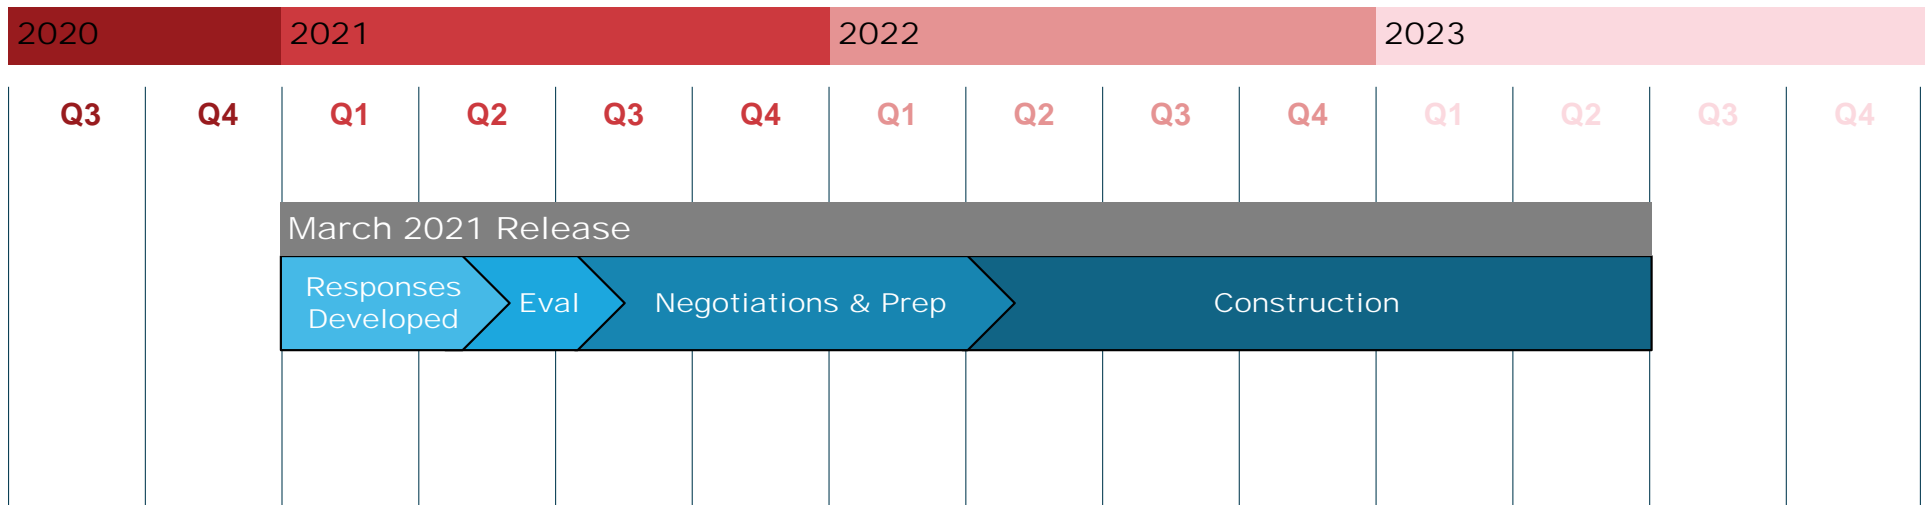 2020 2021 2022 2023
Q3 Q4 Q1 Q2 Q3 Q4 Q1 Q2 Q3 Q4 Q1 Q2 Q3 Q4
March 2021 Release
Responses
Developed
Eval
Negotiations & Prep
Construction